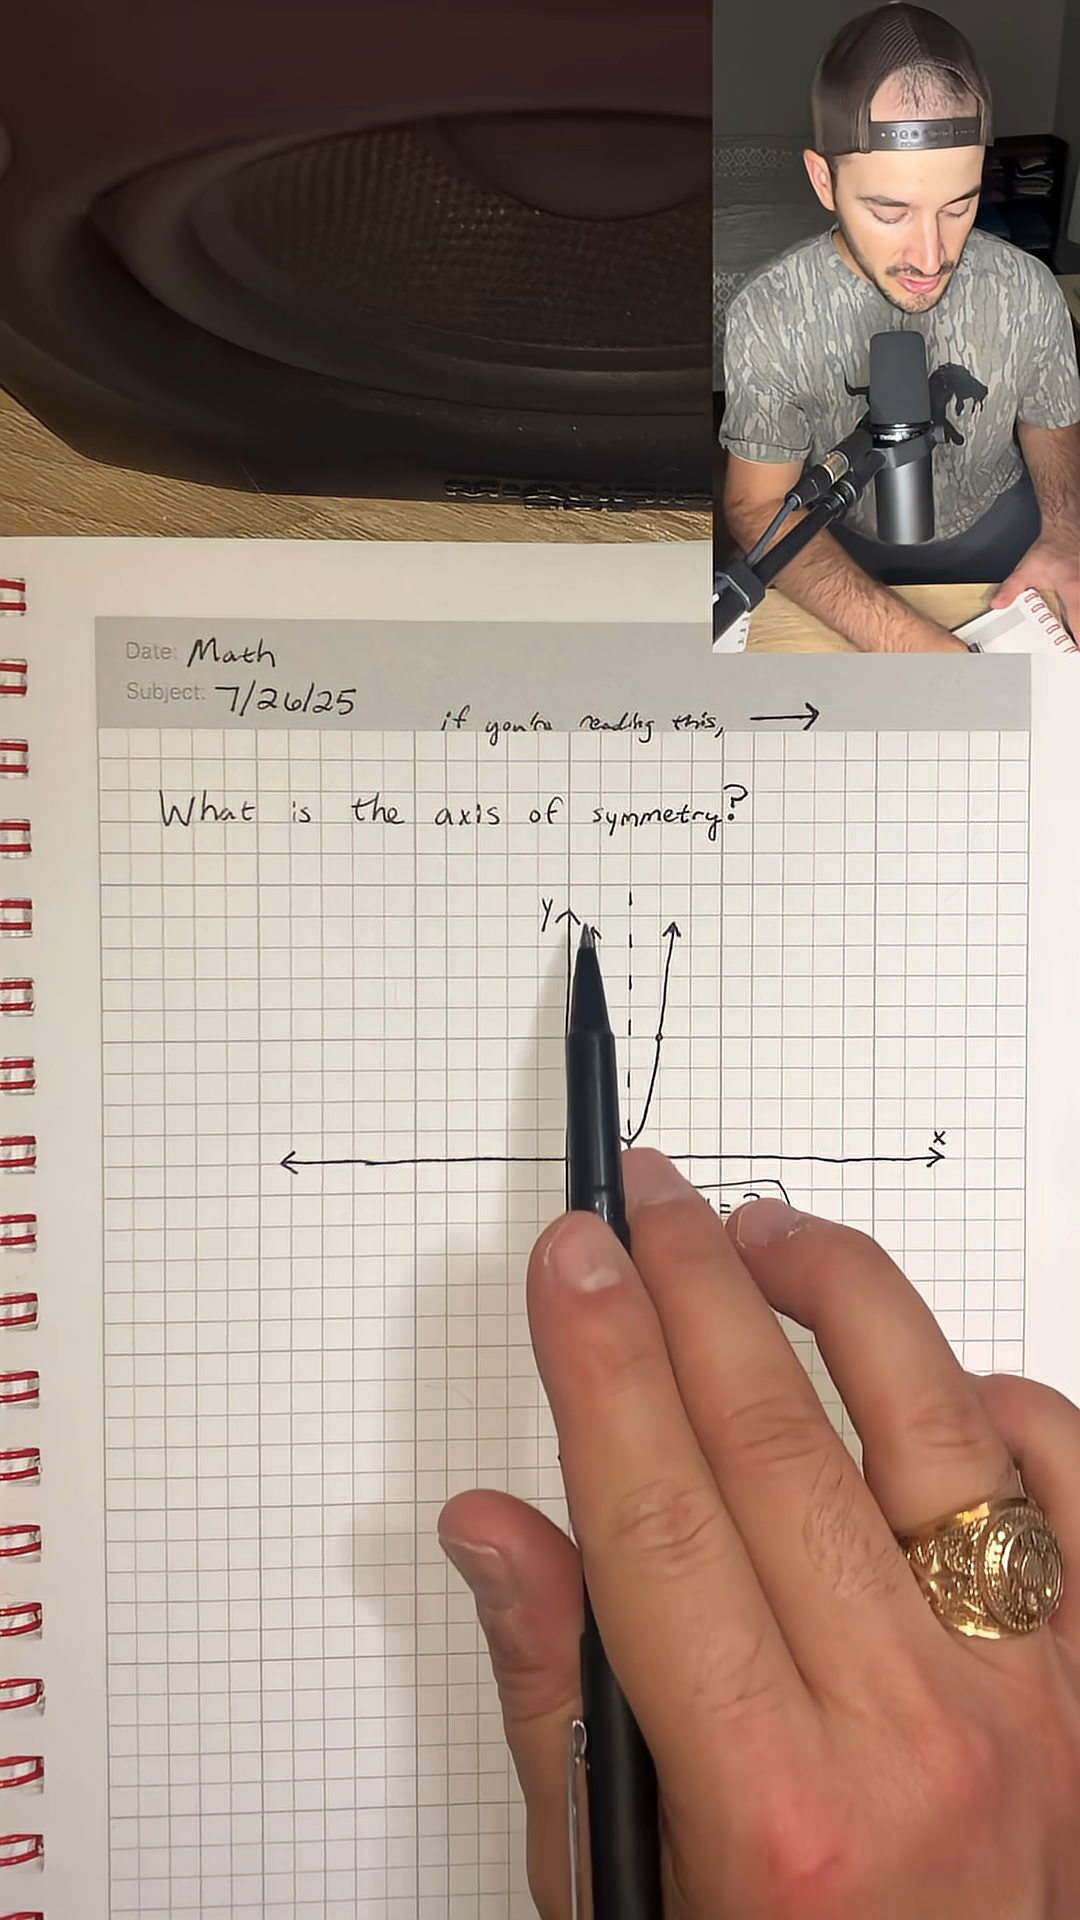 Date: Math
Subject: 7/26/25
if you're reading this,
What is the axis of symmetry?
y
x